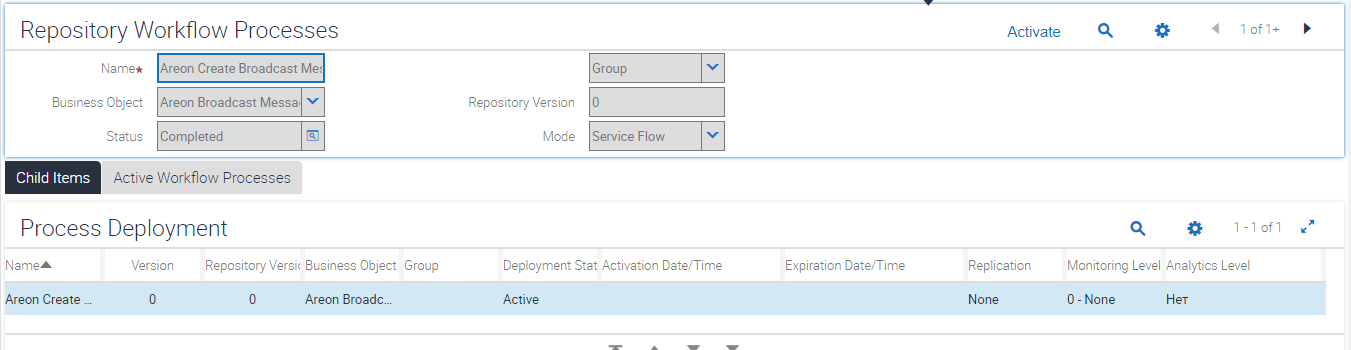 Repository Workflow Processes
Activate
1 of 1+
Name★
Areon Create Broadcast Mes
Group
Business Object
Areon Broadcast Messa
Repository Version
0
Status
Completed
Mode
Service Flow
Child Items
Active Workflow Processes
Process Deployment
1 - 1 of 1
Name Version Repository Versic Business Object Group Deployment Stat Activation Date/Time Expiration Date/Time Replication Monitoring Level Analytics Level
Areon Create ... 0 0 Areon Broadc... Active None 0 - None Нет